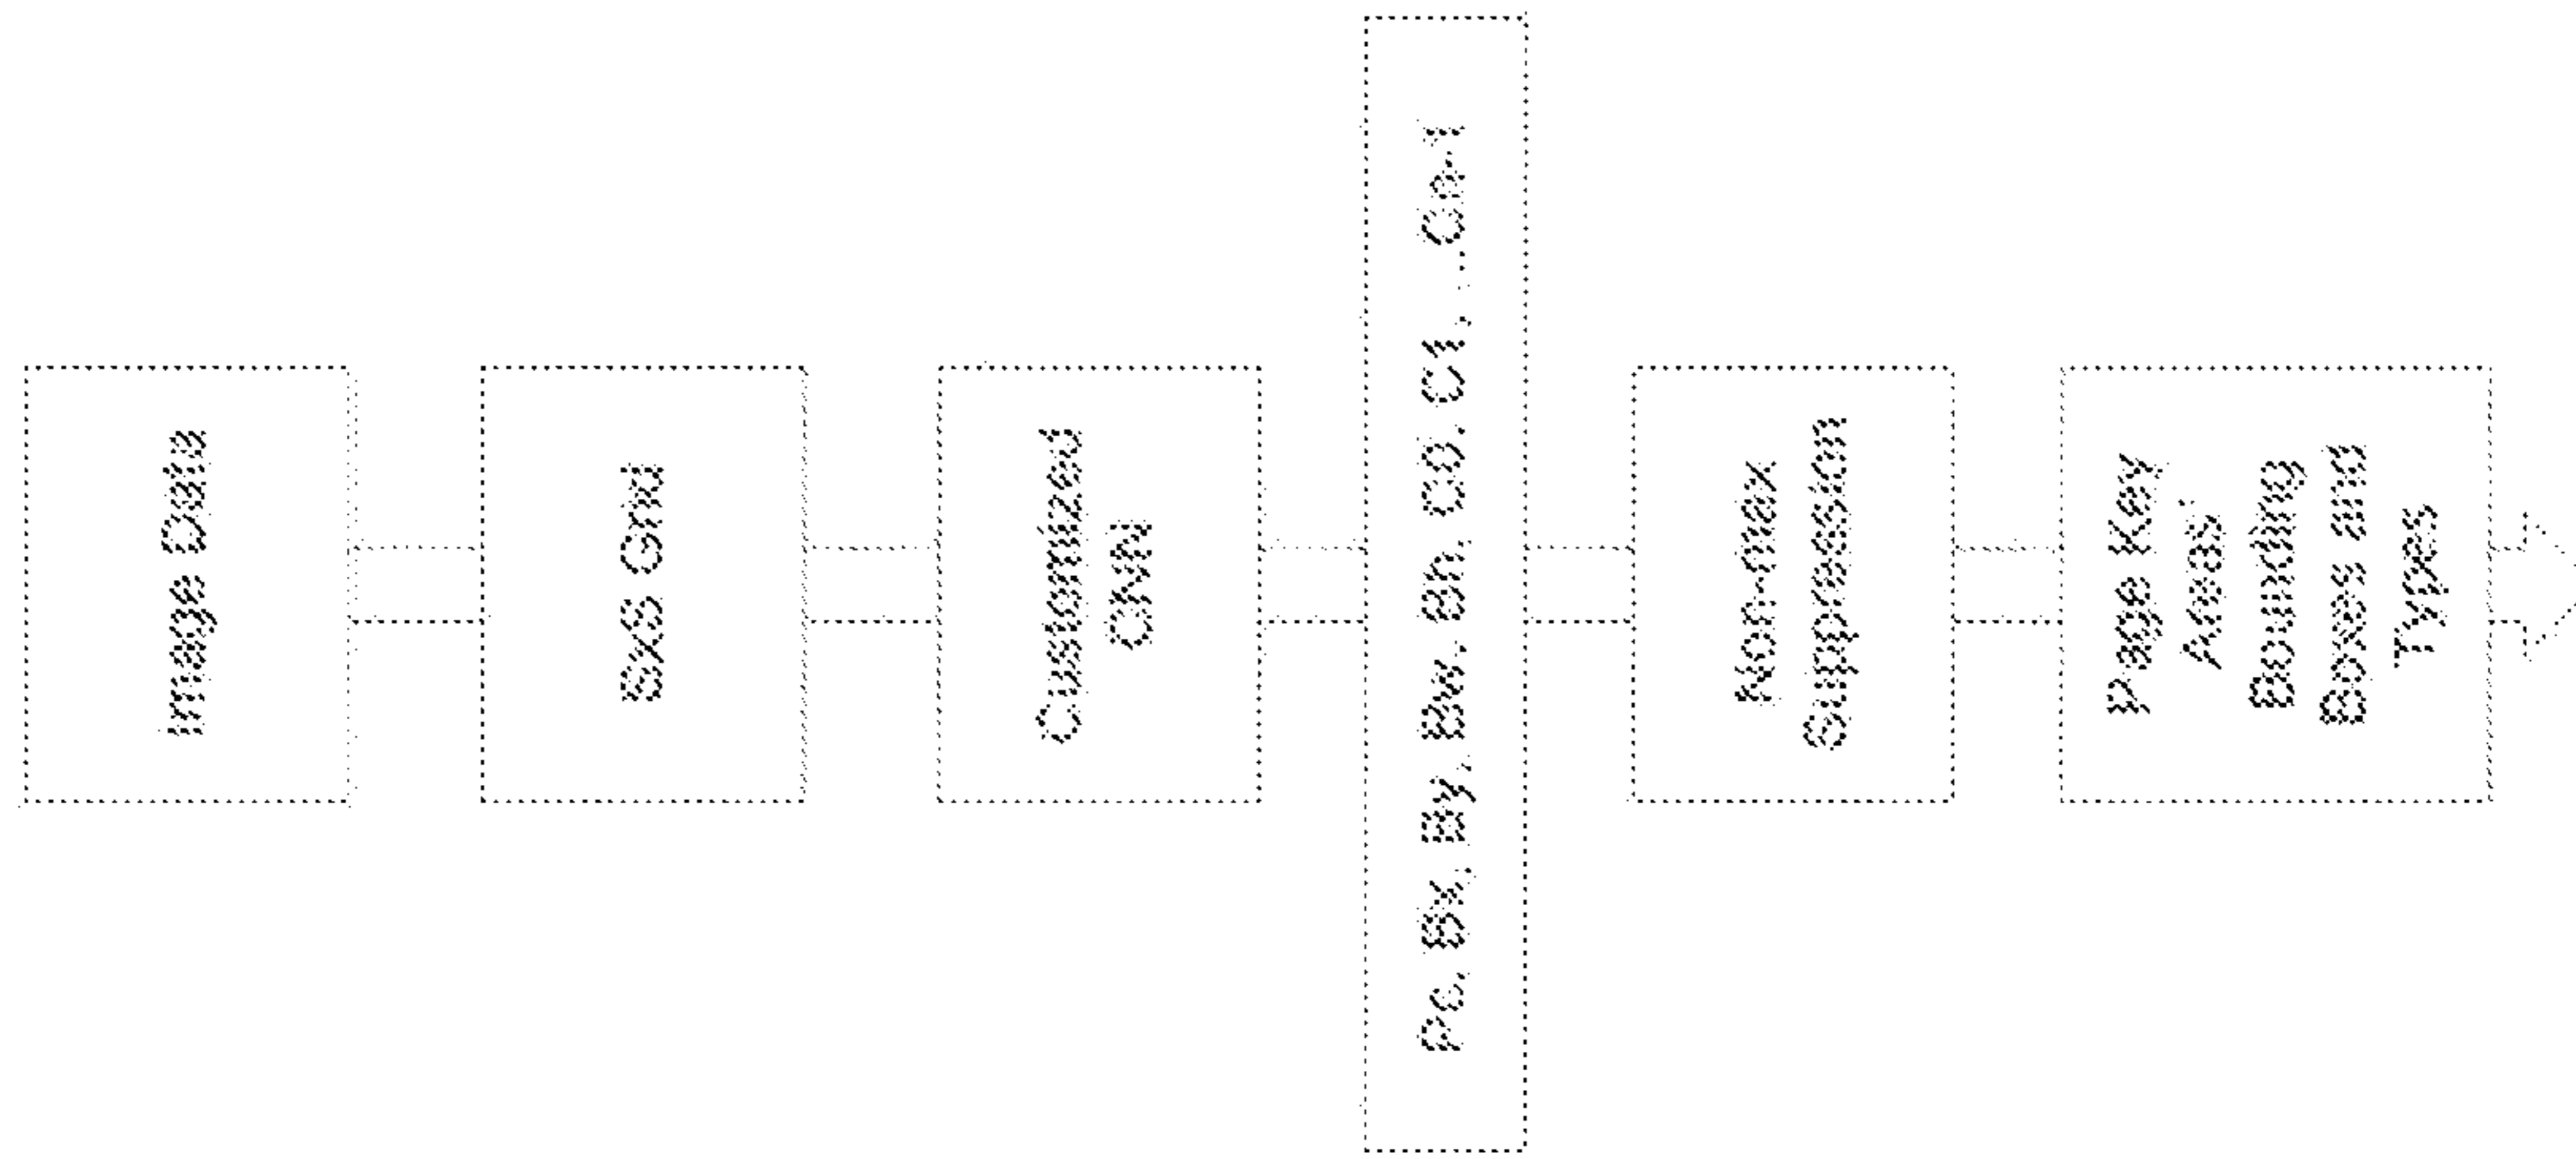 Image Data
SxS Grid
Customized
CNN
Pc, Bx, By, Bw, Bh, C0, C1, ...Cn-1
Non-max
Suppression
Page Key
Areas'
Bounding
Boxes and
Types